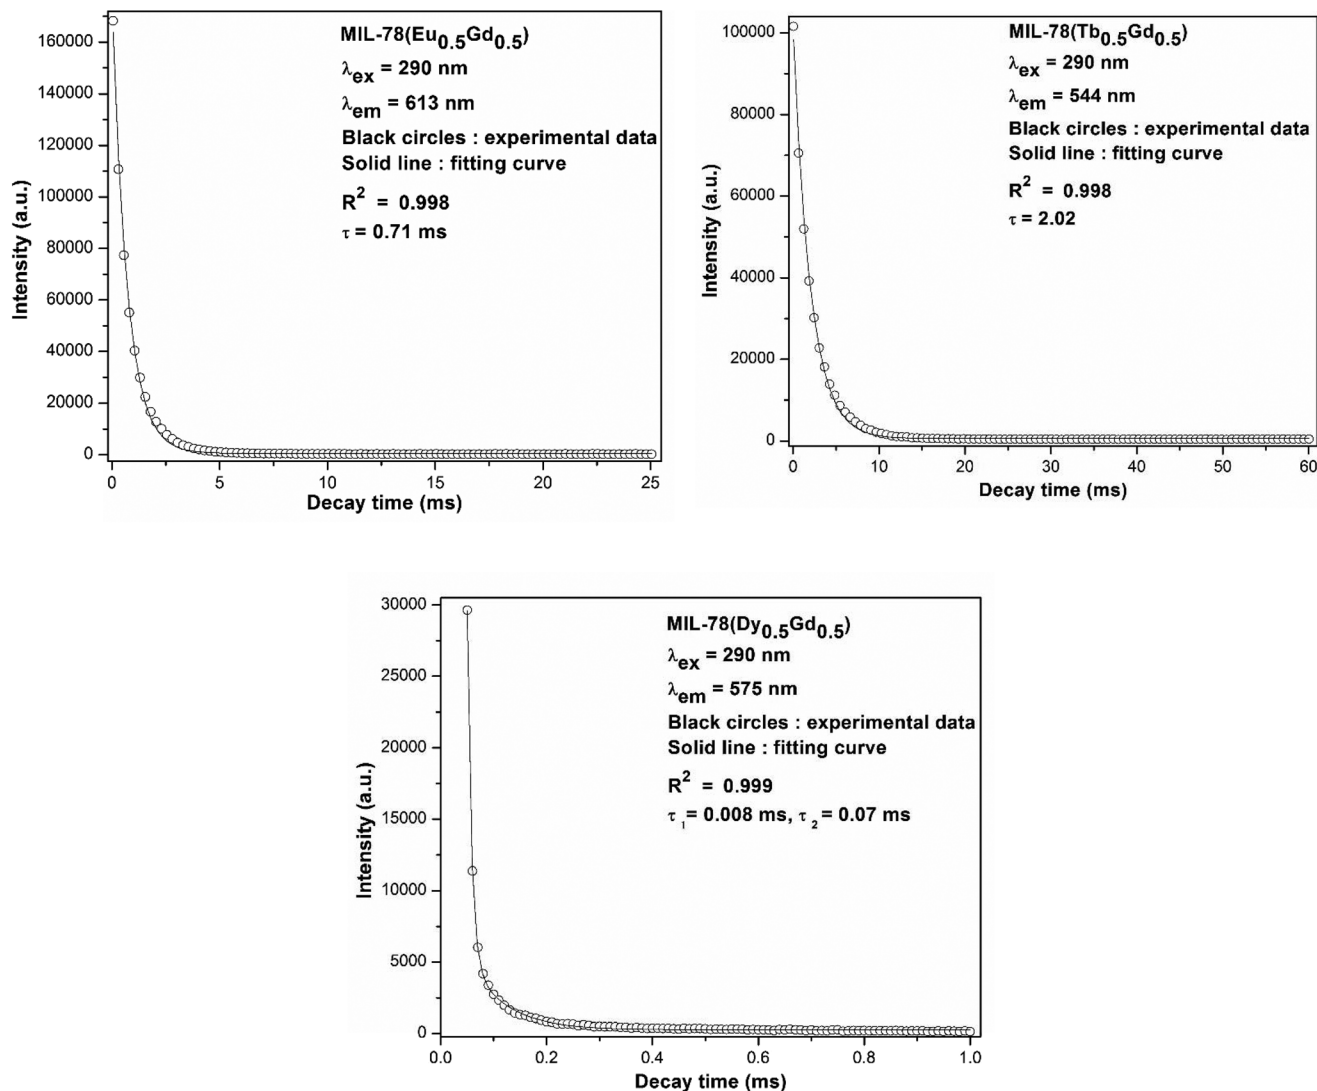 MIL-78(Eu0.5Gd0.5)
λex = 290 nm
λem = 613 nm
Black circles : experimental data
Solid line : fitting curve
R2 = 0.998
τ = 0.71 ms
Intensity (a.u.)
160000
140000
120000
100000
80000
60000
40000
20000
0
0 5 10 15 20 25
Decay time (ms)
MIL-78(Tb0.5Gd0.5)
λex = 290 nm
λem = 544 nm
Black circles : experimental data
Solid line : fitting curve
R2 = 0.998
τ = 2.02
Intensity (a.u.)
100000
80000
60000
40000
20000
0
0 10 20 30 40 50 60
Decay time (ms)
MIL-78(Dy0.5Gd0.5)
λex = 290 nm
λem = 575 nm
Black circles : experimental data
Solid line : fitting curve
R2 = 0.999
τ1= 0.008 ms, τ2 = 0.07 ms
Intensity (a.u.)
30000
25000
20000
15000
10000
5000
0
0.0 0.2 0.4 0.6 0.8 1.0
Decay time (ms)